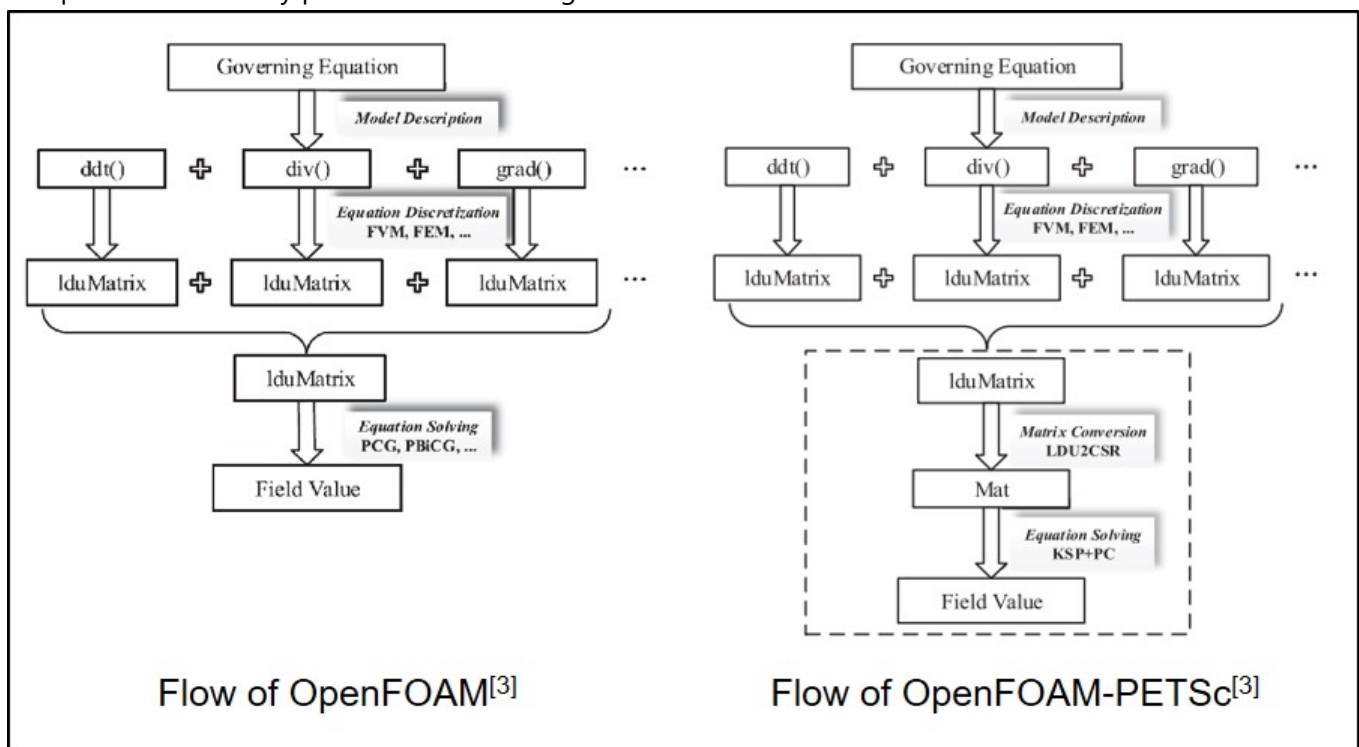 Governing Equation
Model Description
ddt()
div()
grad()
...
Equation Discretization
FVM, FEM, ...
lduMatrix
lduMatrix
lduMatrix
...
lduMatrix
Equation Solving
PCG, PBiCG, ...
Field Value
Flow of OpenFOAM[3]
Governing Equation
Model Description
ddt()
div()
grad()
...
Equation Discretization
FVM, FEM, ...
lduMatrix
lduMatrix
lduMatrix
...
lduMatrix
Matrix Conversion
LDU2CSR
Mat
Equation Solving
KSP+PC
Field Value
Flow of OpenFOAM-PETSc[3]